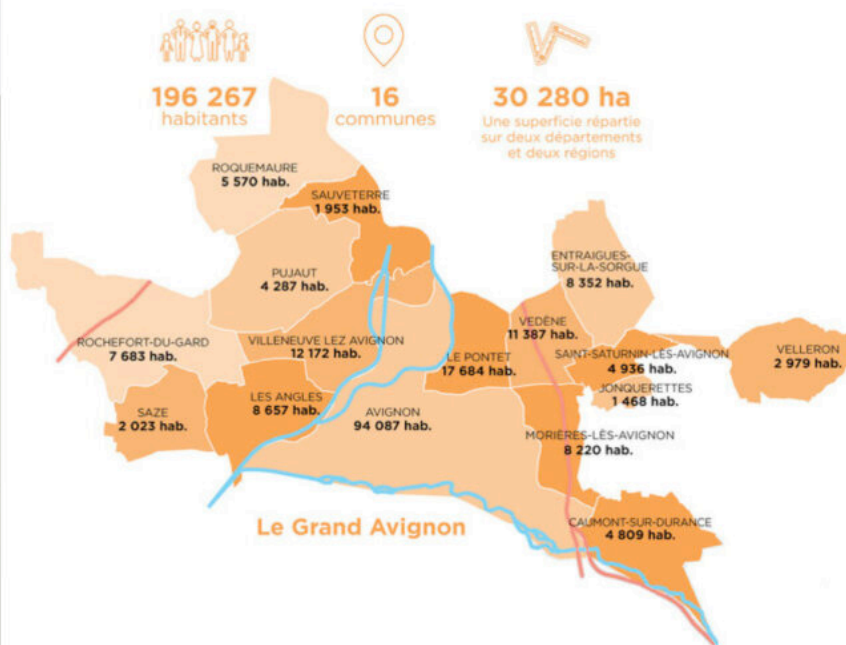 196 267
habitants
16
communes
30 280 ha
Une superficie répartie
sur deux départements
et deux régions
ROQUEMAURE
5 570 hab.
SAUVETERRE
1 953 hab.
ENTRAIGUES-
SUR-LA-SORGUE
8 352 hab.
PUJAUT
4 287 hab.
VEDÈNE
11 387 hab.
ROCHEFORT-DU-GARD
7 683 hab.
VILLENEUVE LEZ AVIGNON
12 172 hab.
LE PONTET
17 684 hab.
SAINT-SATURNIN-LÈS-AVIGNON
4 936 hab.
VELLERON
2 979 hab.
JONQUERETTES
1 468 hab.
SAZE
2 023 hab.
LES ANGLES
8 657 hab.
AVIGNON
94 087 hab.
MORIÈRES-LÈS-AVIGNON
8 220 hab.
Le Grand Avignon
CAUMONT-SUR-DURANCE
4 809 hab.